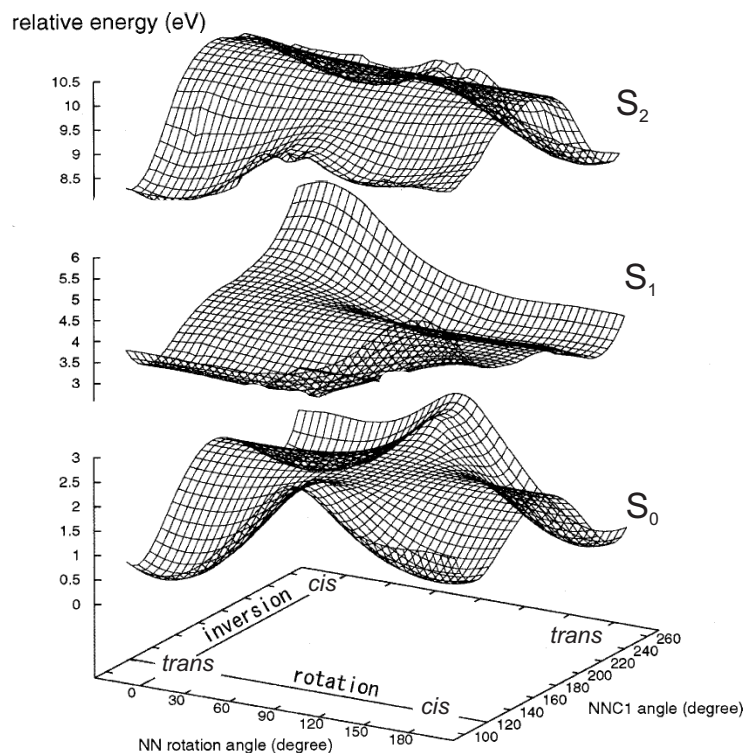 relative energy (eV)
10.5
10
9.5
9
8.5
S2
6
5.5
5
4.5
4
3.5
3
S1
3
2.5
2
1.5
1
0.5
0
S0
cis
inversion
trans
trans
rotation
cis
260
240
220
200
180
160
140
120
100
NNC1 angle (degree)
0
30
60
90
120
150
180
NN rotation angle (degree)